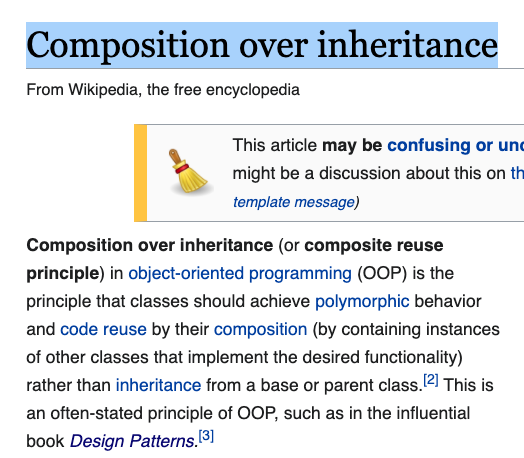 Composition over inheritance
From Wikipedia, the free encyclopedia
This article may be confusing or
might be a discussion about this on
template message)
Composition over inheritance (or composite reuse
principle) in object-oriented programming (OOP) is the
principle that classes should achieve polymorphic behavior
and code reuse by their composition (by containing instances
of other classes that implement the desired functionality)
rather than inheritance from a base or parent class.[2] This is
an often-stated principle of OOP, such as in the influential
book Design Patterns.[3]